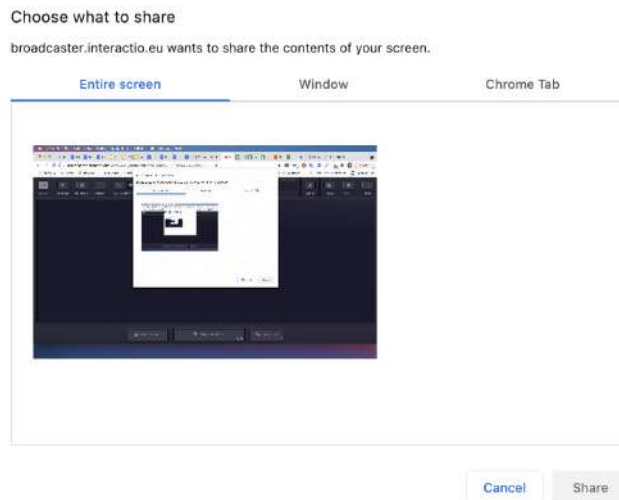 Choose what to share
broadcaster.interactio.eu wants to share the contents of your screen.
Entire screen
Window
Chrome Tab
Cancel
Share